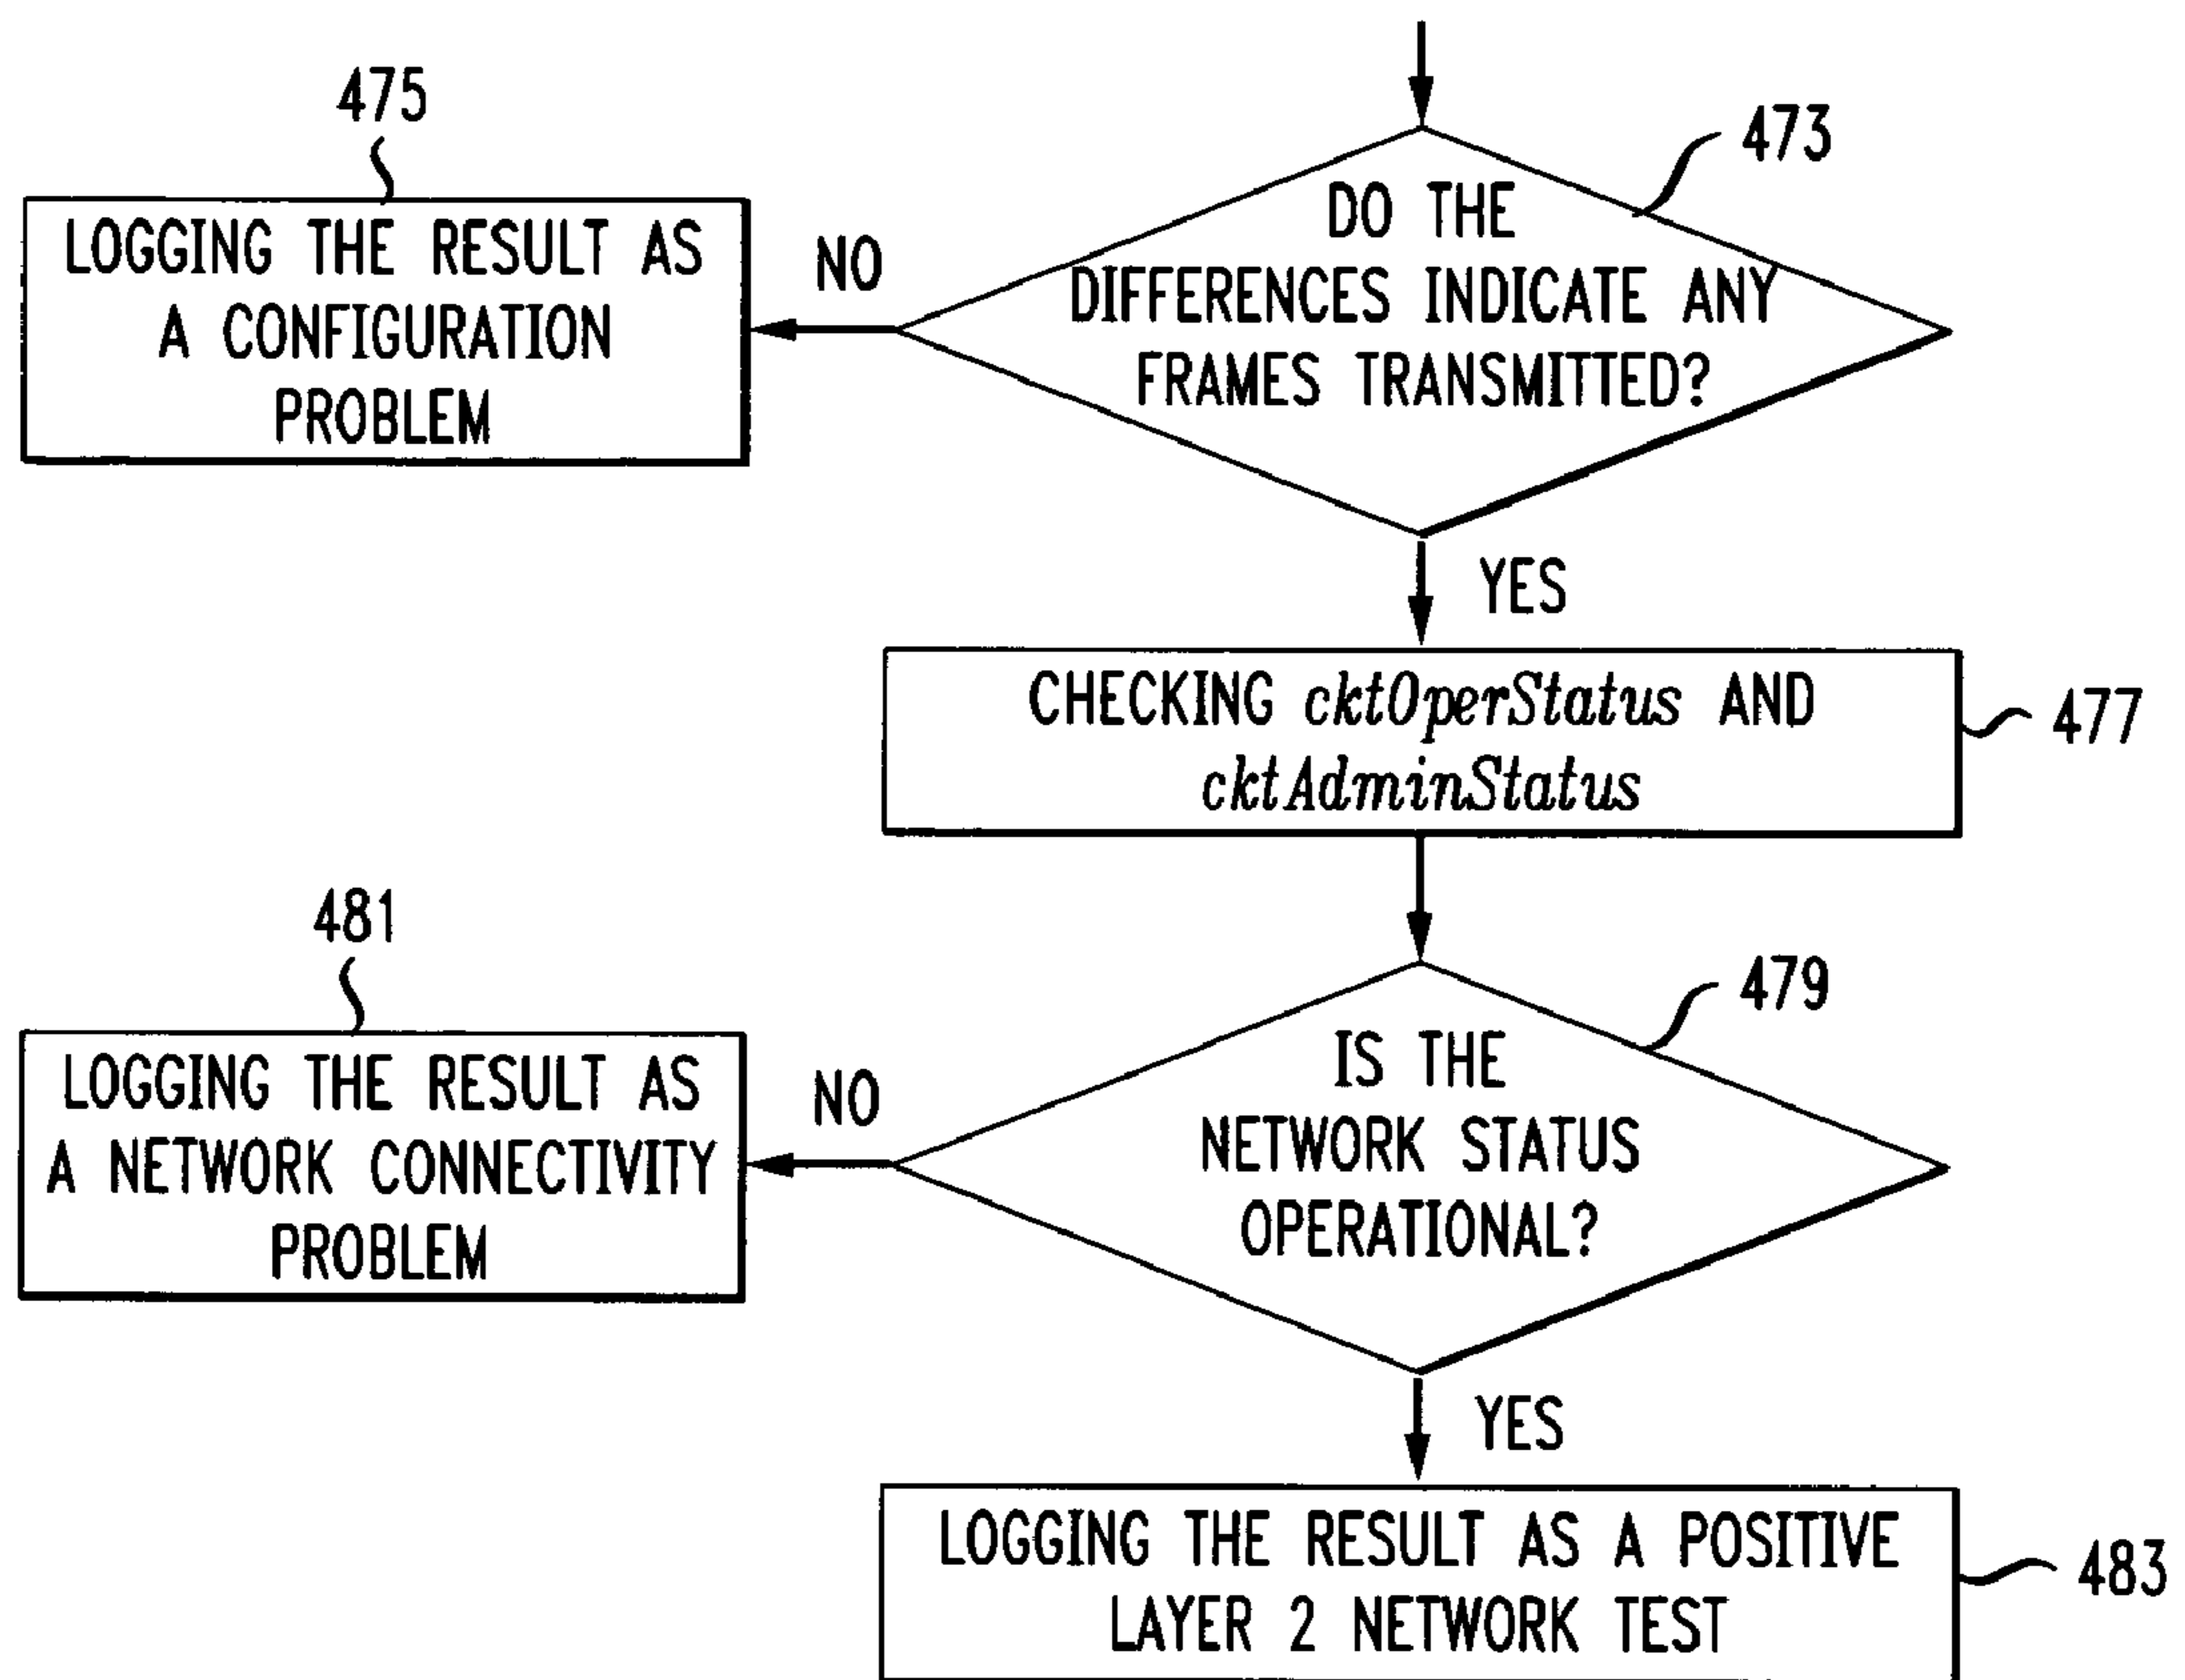 475
473
DO THE
DIFFERENCES INDICATE ANY
FRAMES TRANSMITTED?
LOGGING THE RESULT AS
A CONFIGURATION
PROBLEM
NO
YES
CHECKING cktOperStatus AND
cktAdminStatus
477
481
479
IS THE
NETWORK STATUS
OPERATIONAL?
LOGGING THE RESULT AS
A NETWORK CONNECTIVITY
PROBLEM
NO
YES
LOGGING THE RESULT AS A POSITIVE
LAYER 2 NETWORK TEST
483